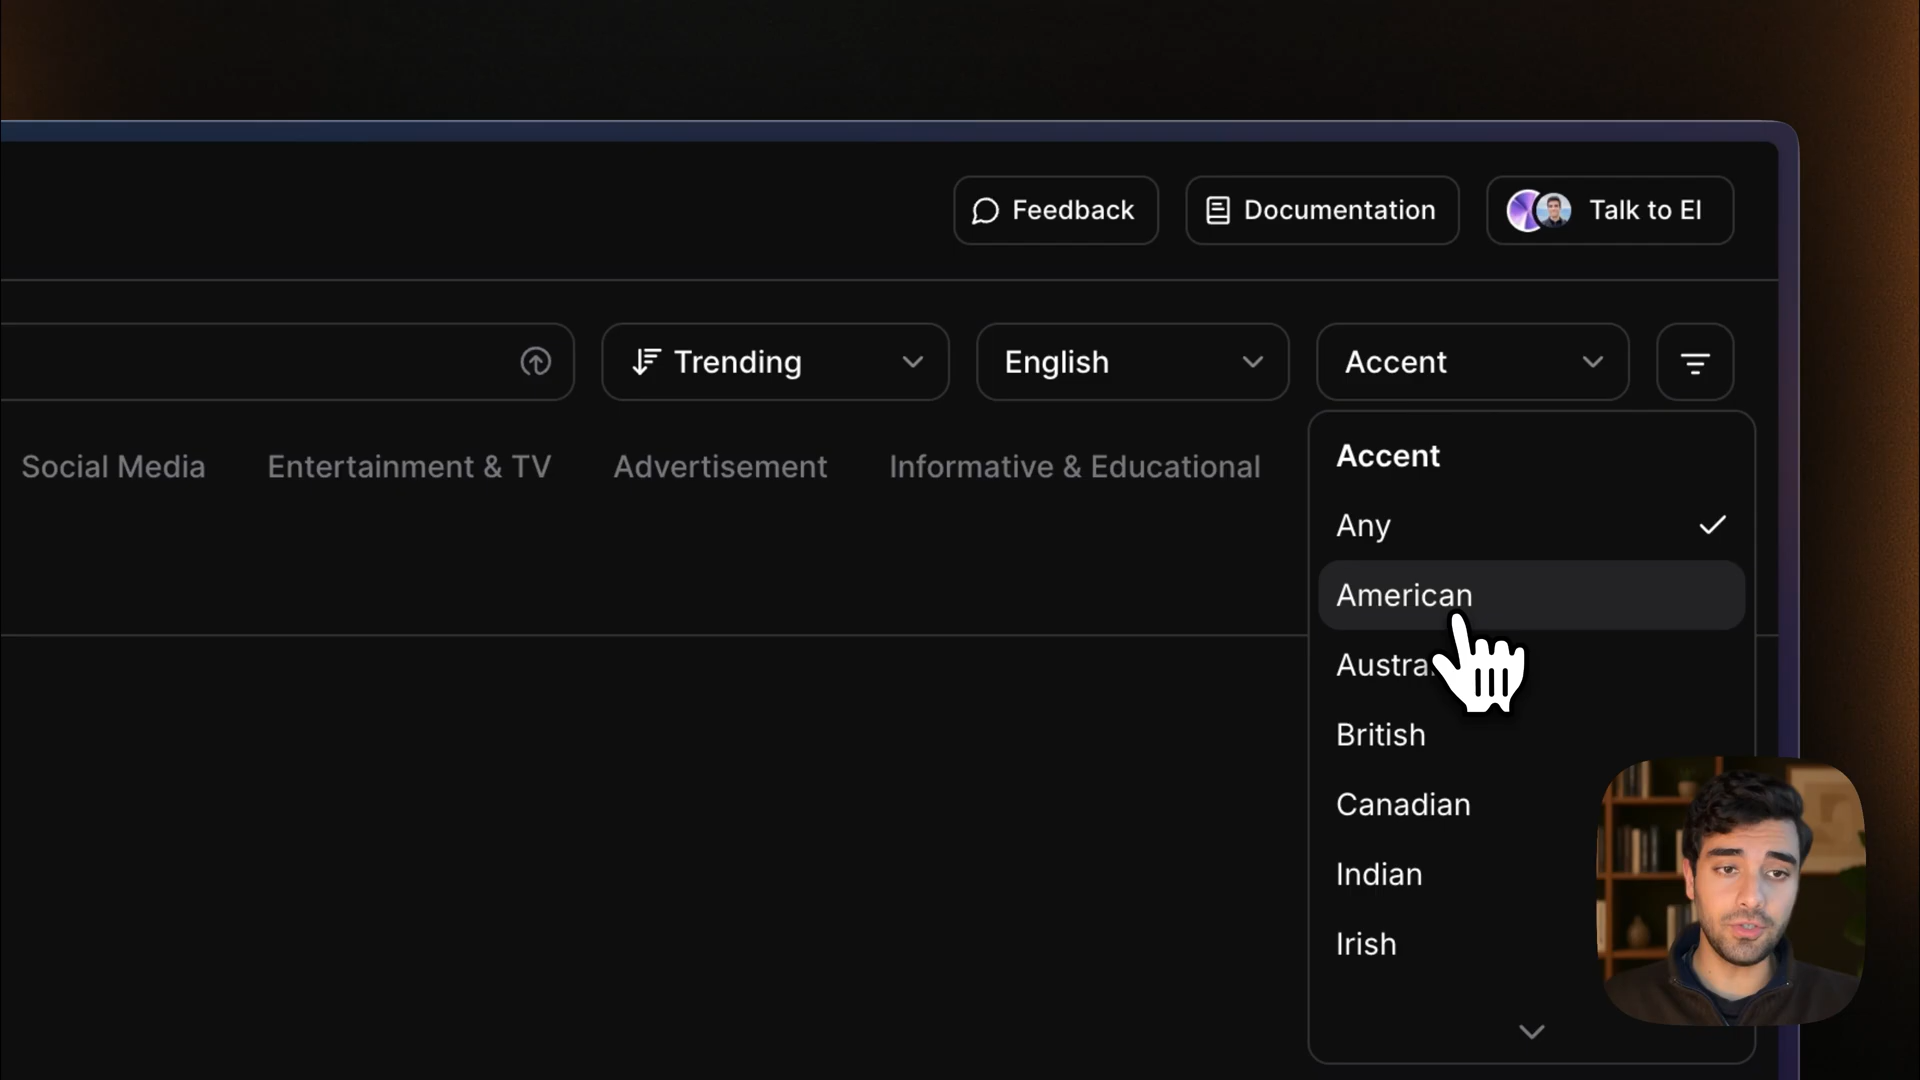 Feedback
Documentation
Talk to El
Trending
English
Accent
Social Media
Entertainment & TV
Advertisement
Informative & Educational
Accent
Any
American
British
Canadian
Indian
Irish